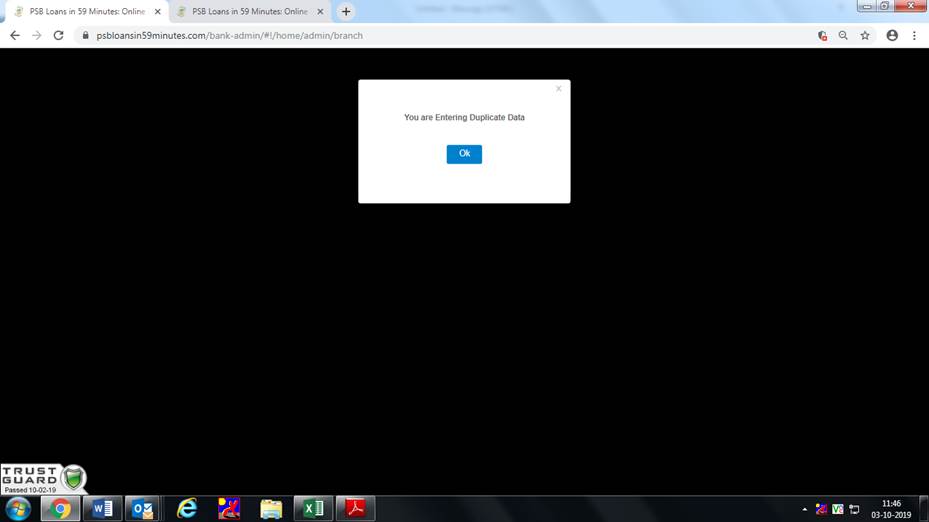 PSB Loans in 59 Minutes: Online
PSB Loans in 59 Minutes: Online
psbloansin59minutes.com/bank-admin/#!/home/admin/branch
X
You are Entering Duplicate Data
Ok
TRUST
GUARD
Passed 10-02-19
11:46
03-10-2019